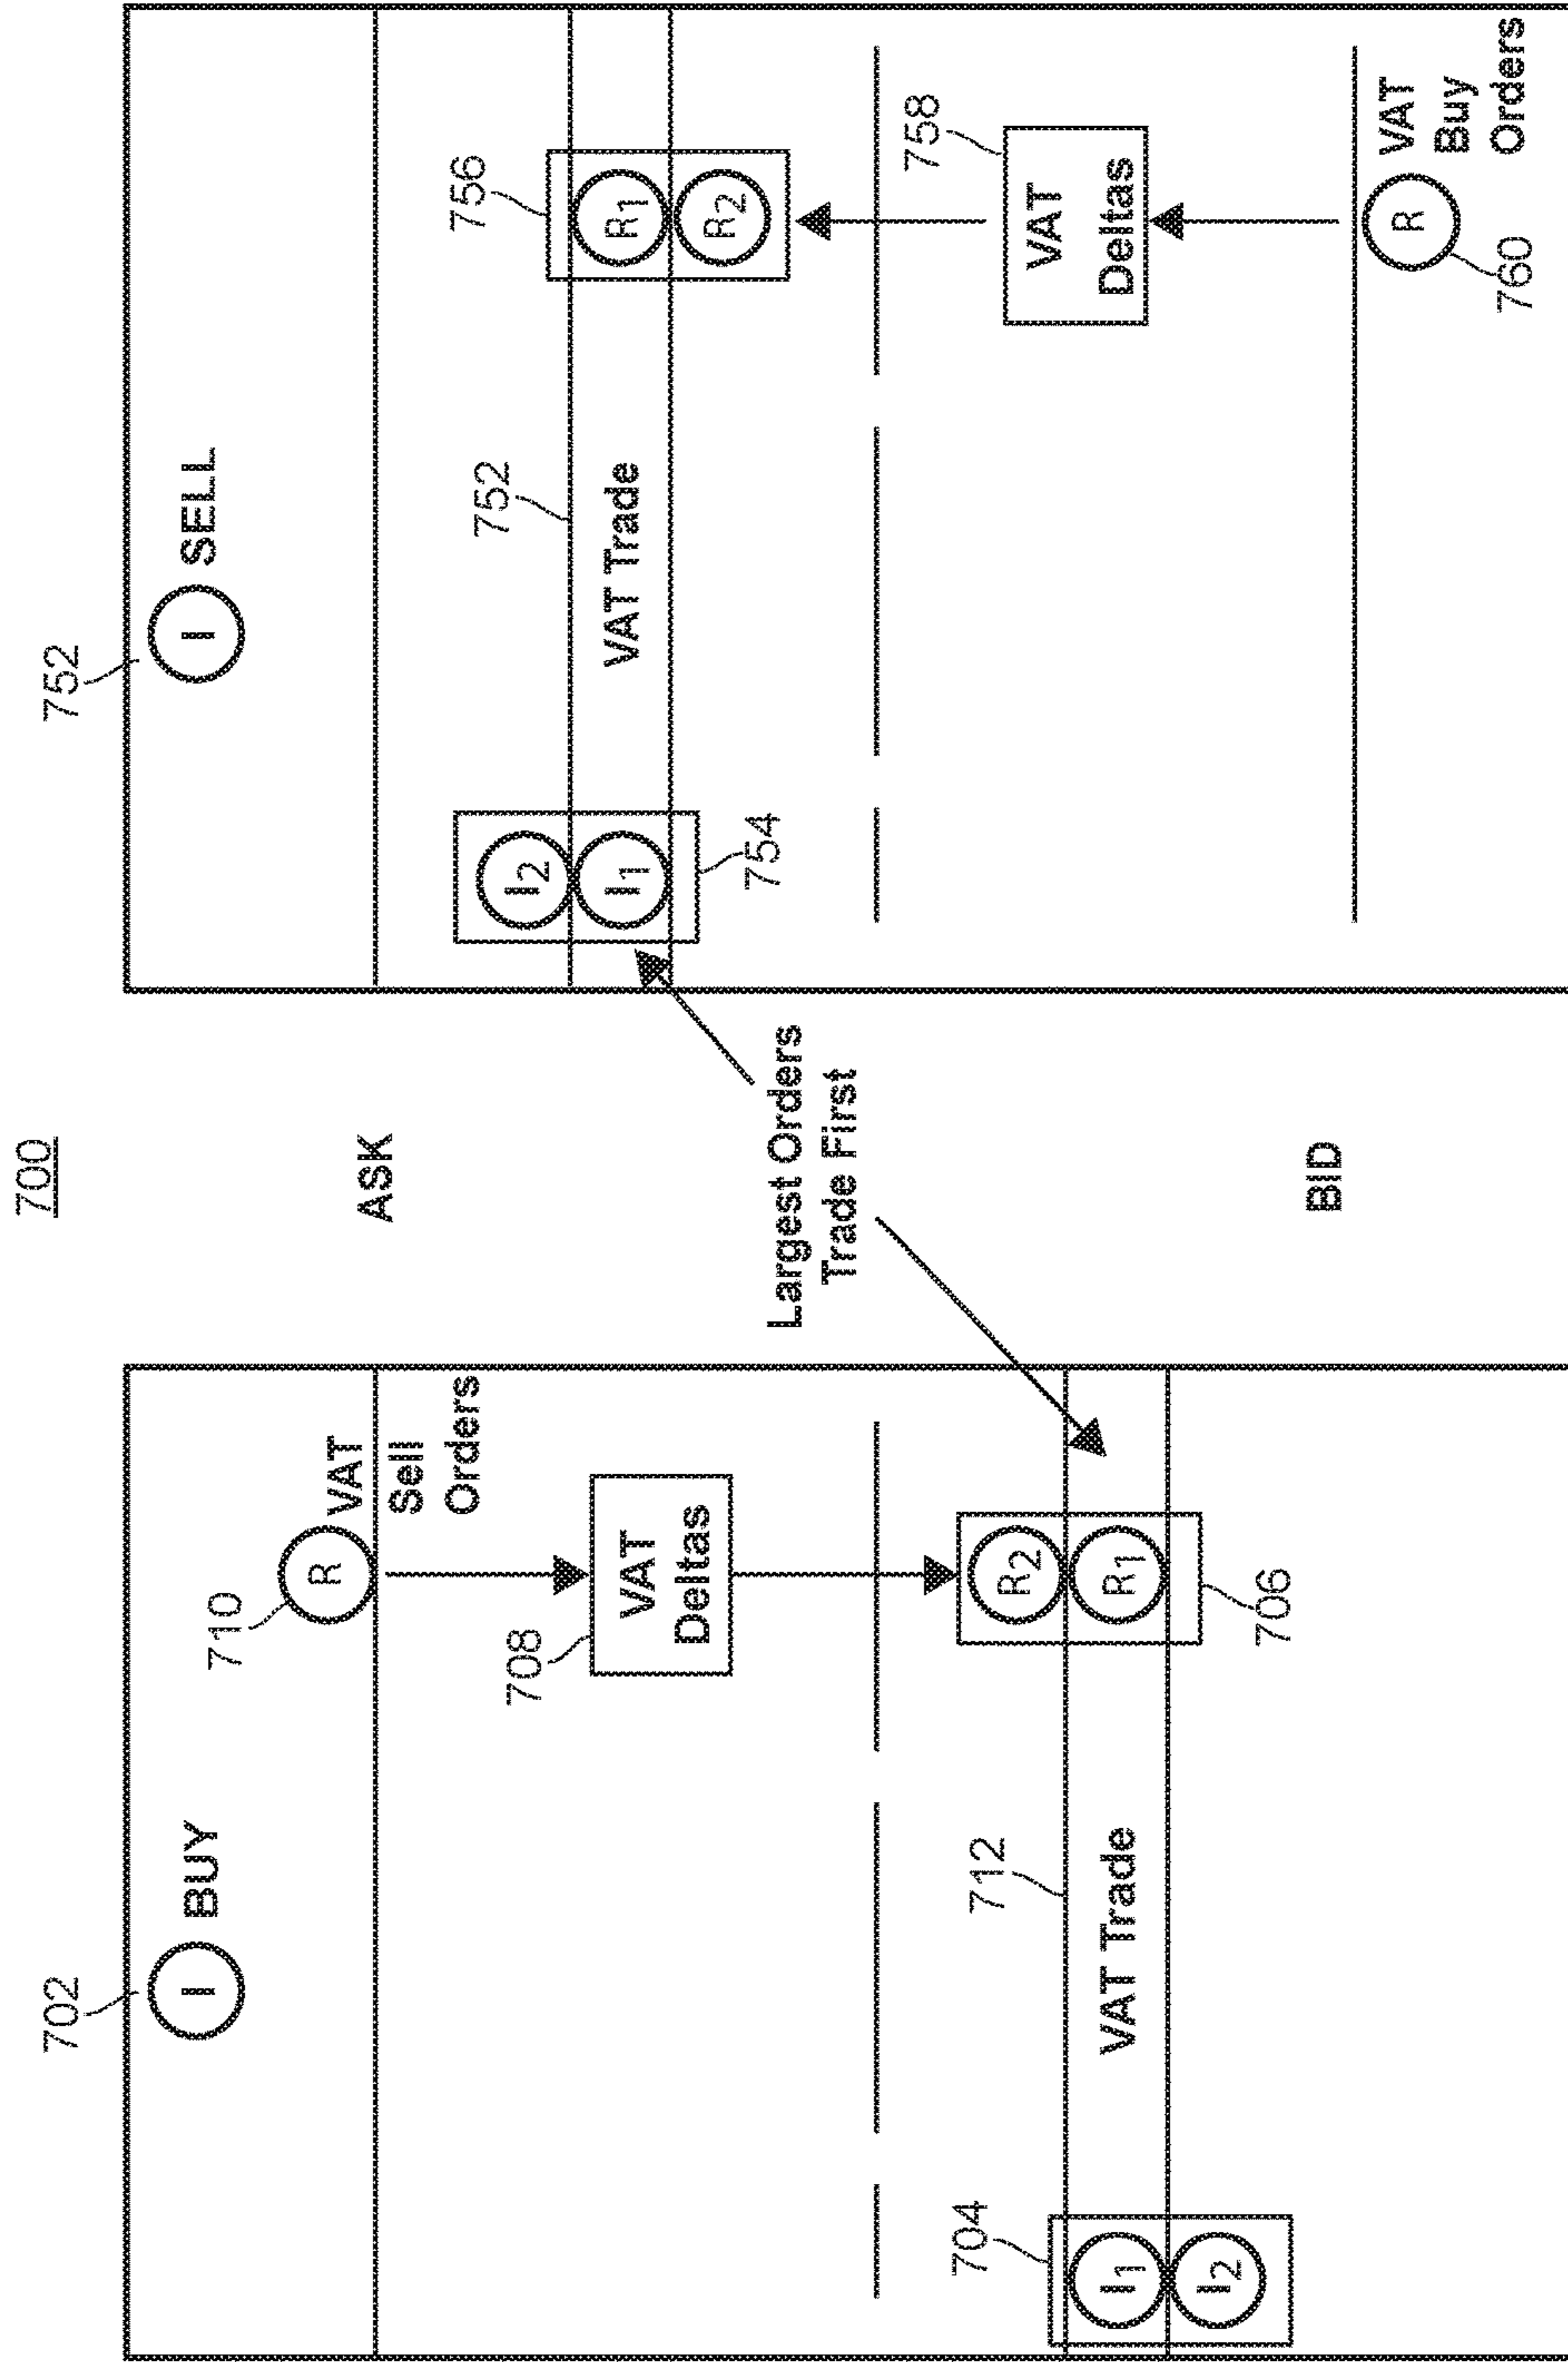 700
702
I BUY
710
R
VAT
Sell
Orders
ASK
708
VAT
Deltas
Largest Orders
Trade First
704
I1
I2
712
VAT Trade
R2
R1
706
BID
752
I SELL
752
VAT Trade
I2
I1
754
756
R1
R2
758
VAT
Deltas
R
760
VAT
Buy
Orders